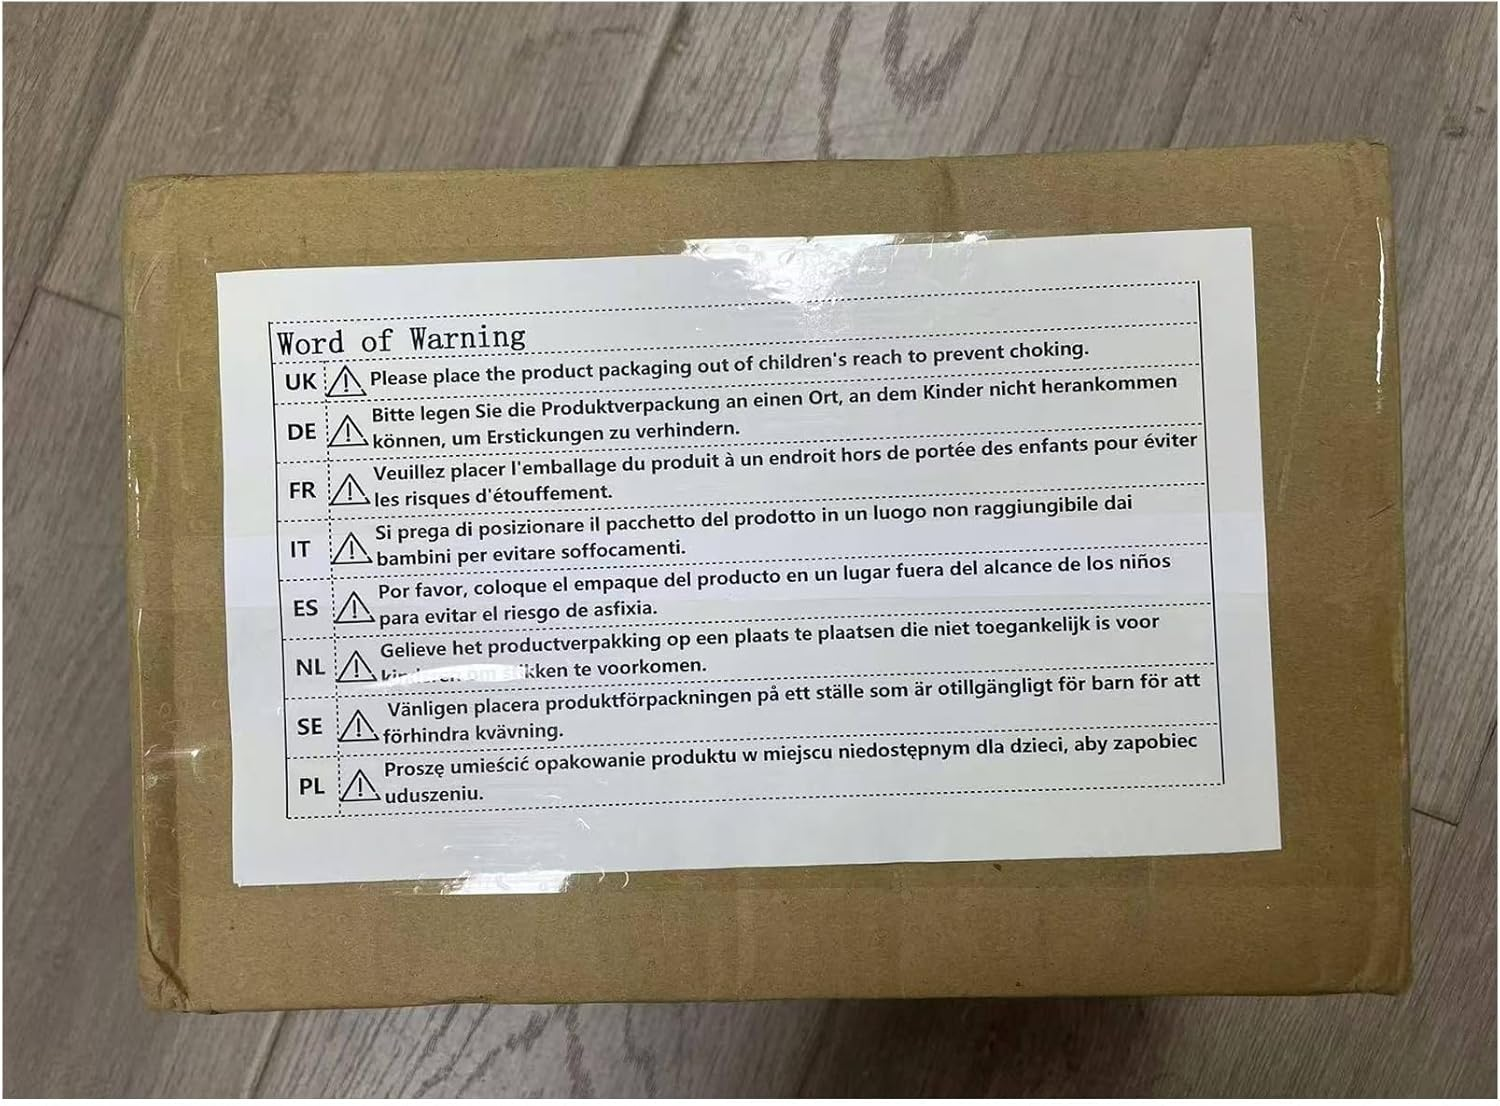 Word of Warning
UK Please place the product packaging out of children's reach to prevent choking.
DE Bitte legen Sie die Produktverpackung an einen Ort, an dem Kinder nicht herankommen
können, um Erstickungen zu verhindern.
FR Veuillez placer l'emballage du produit à un endroit hors de portée des enfants pour éviter
les risques d'étouffement.
IT Si prega di posizionare il pacchetto del prodotto in un luogo non raggiungibile dai
bambini per evitare soffocamenti.
ES Por favor, coloque el empaque del producto en un lugar fuera del alcance de los niños
para evitar el riesgo de asfixia.
NL Gelieve het productverpakking op een plaats te plaatsen die niet toegankelijk is voor
om stikken te voorkomen.
SE Vänligen placera produktförpackningen på ett ställe som är otillgängligt för barn för att
förhindra kvävning.
PL Proszę umieścić opakowanie produktu w miejscu niedostępnym dla dzieci, aby zapobiec
uduszeniu.